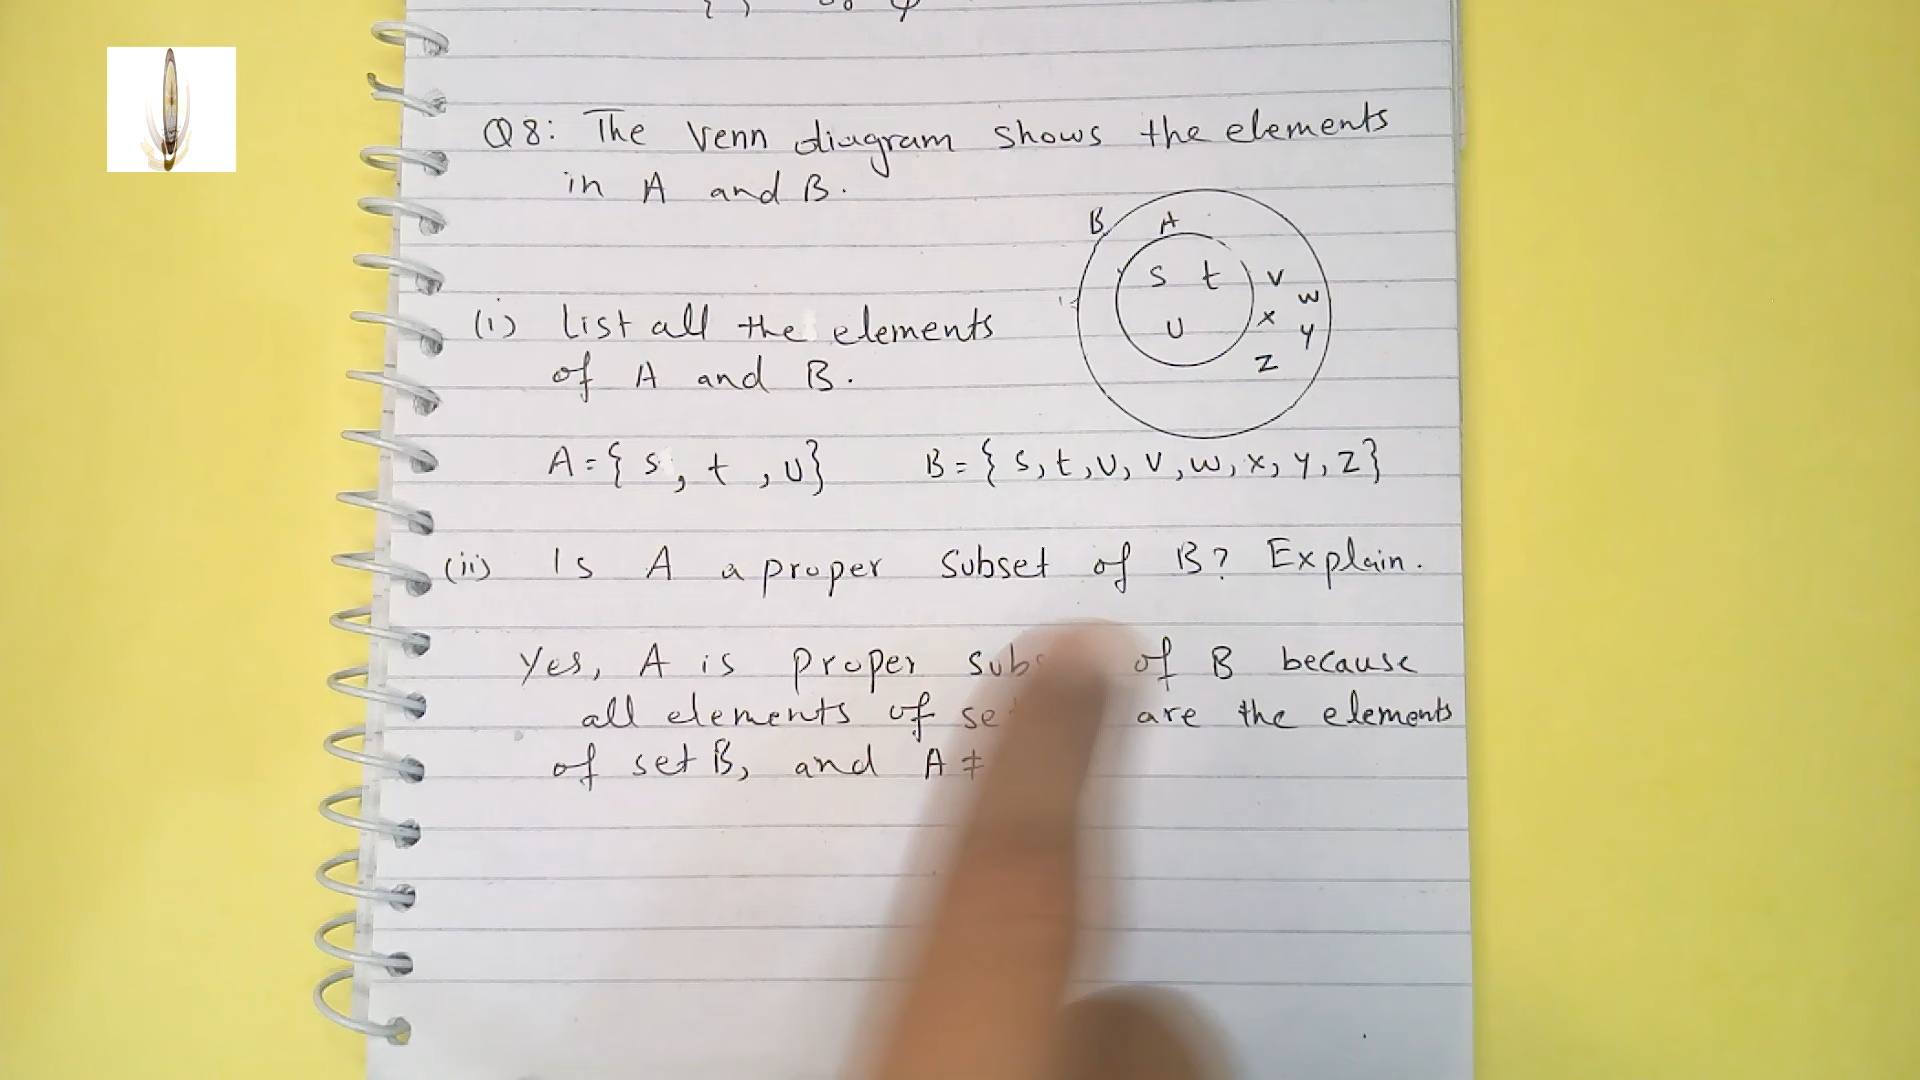 Q8: The Venn diagram shows the elements
in A and B.
B A
s t v
w
x
u y
z
(i) List all the elements
of A and B.
A = { s, t, u} B = { s, t, u, v, w, x, y, z}
(ii) Is A a proper subset of B? Explain.
Yes, A is proper of B because
all elements of are the elements
of set B, and A ≠